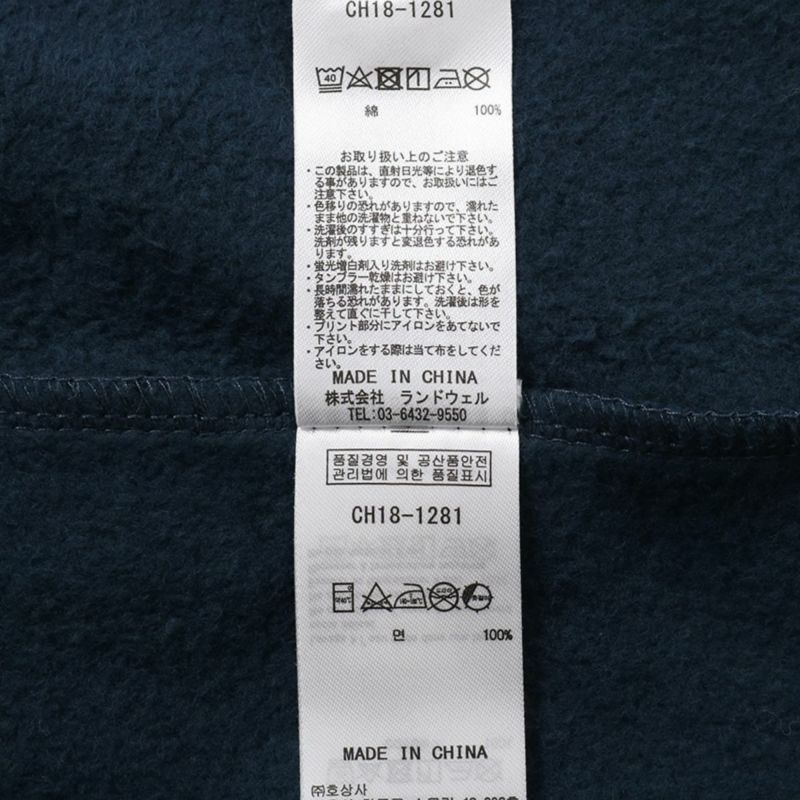 CH18-1281
40
綿 100%
お取り扱い上のご注意
・この製品は、直射日光等により退色す
る事がありますので、お取扱いにはご
注意下さい。
・色移りの恐れがありますので、濡れた
まま他の洗濯物と重ねないで下さい。
・洗濯後のすすぎは十分行って下さい。
洗剤が残りますと変退色する恐れがあ
ります。
・蛍光増白剤入り洗剤はお避け下さい。
・タンブラー乾燥はお避け下さい。
・長時間濡れたままにしておくと、色が
落ちる恐れがあります。洗濯後は形を
整えて直ぐに干して下さい。
・プリント部分にアイロンをあてないで
下さい。
・アイロンをする際は当て布をしてくだ
さい。
MADE IN CHINA
株式会社 ランドウェル
TEL:03-6432-9550
품질경영 및 공산품안전
관리법에 의한 품질표시
CH18-1281
면 100%
MADE IN CHINA
㈜호상사